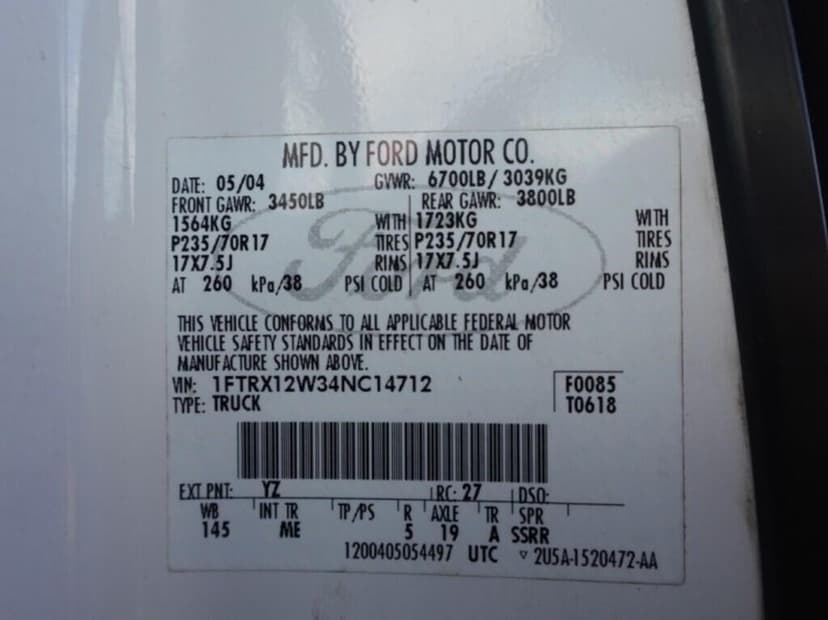 MFD. BY FORD MOTOR CO.
DATE: 05/04 GVWR: 6700LB/ 3039KG
FRONT GAWR: 3450LB REAR GAWR: 3800LB
1564KG WITH 1723KG WITH
P235/70R17 TIRES P235/70R17 TIRES
17X7.5J RIMS 17X7.5J RIMS
AT 260 kPa/38 PSI COLD AT 260 kPa/38 PSI COLD
Ford
THIS VEHICLE CONFORMS TO ALL APPLICABLE FEDERAL MOTOR
VEHICLE SAFETY STANDARDS IN EFFECT ON THE DATE OF
MANUFACTURE SHOWN ABOVE.
VIN: 1FTRX12W34NC14712 F0085
TYPE: TRUCK T0618
EXT PNT: YZ RC: 27 DSO:
WB INT TR TP/PS R AXLE TR SPR
145 ME 5 19 A SSRR
1200405054497 UTC ▽ 2U5A-1520472-AA